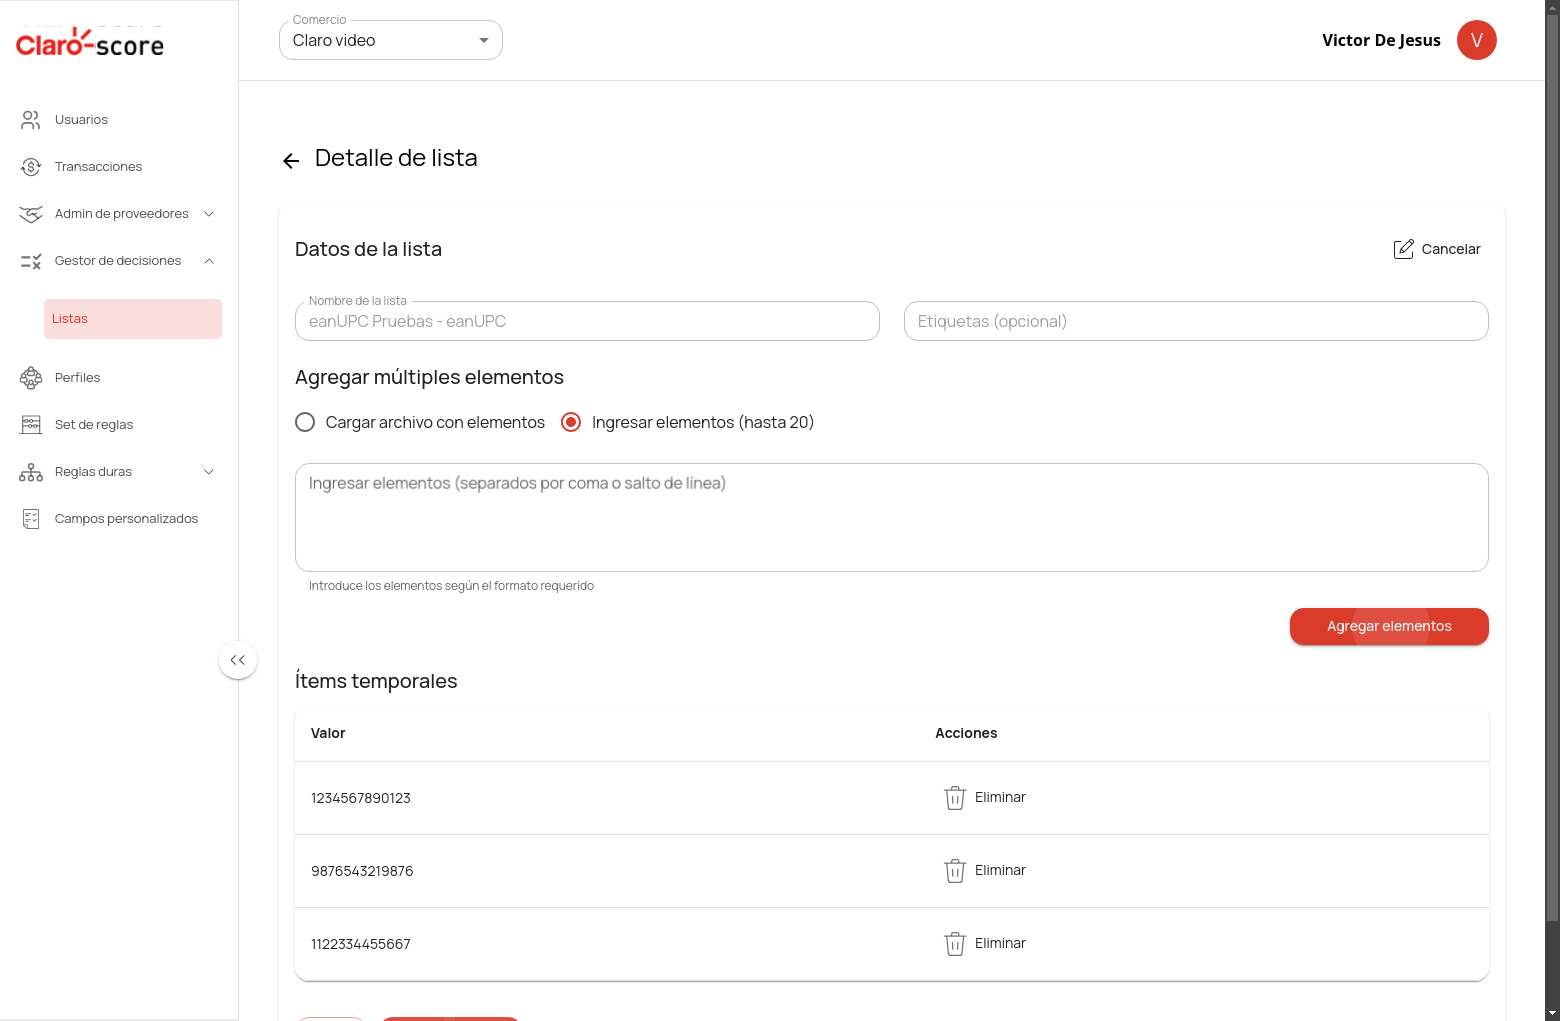 Claro-score
Comercio
Claro video
Victor De Jesus
V
Usuarios
Transacciones
Admin de proveedores
Gestor de decisiones
Listas
Perfiles
Set de reglas
Reglas duras
Campos personalizados
Detalle de lista
Datos de la lista
Cancelar
Nombre de la lista
eanUPC Pruebas - eanUPC
Etiquetas (opcional)
Agregar múltiples elementos
Cargar archivo con elementos
Ingresar elementos (hasta 20)
Ingresar elementos (separados por coma o salto de línea)
Introduce los elementos según el formato requerido
Agregar elementos
Ítems temporales
Valor
Acciones
1234567890123
Eliminar
9876543219876
Eliminar
1122334455667
Eliminar